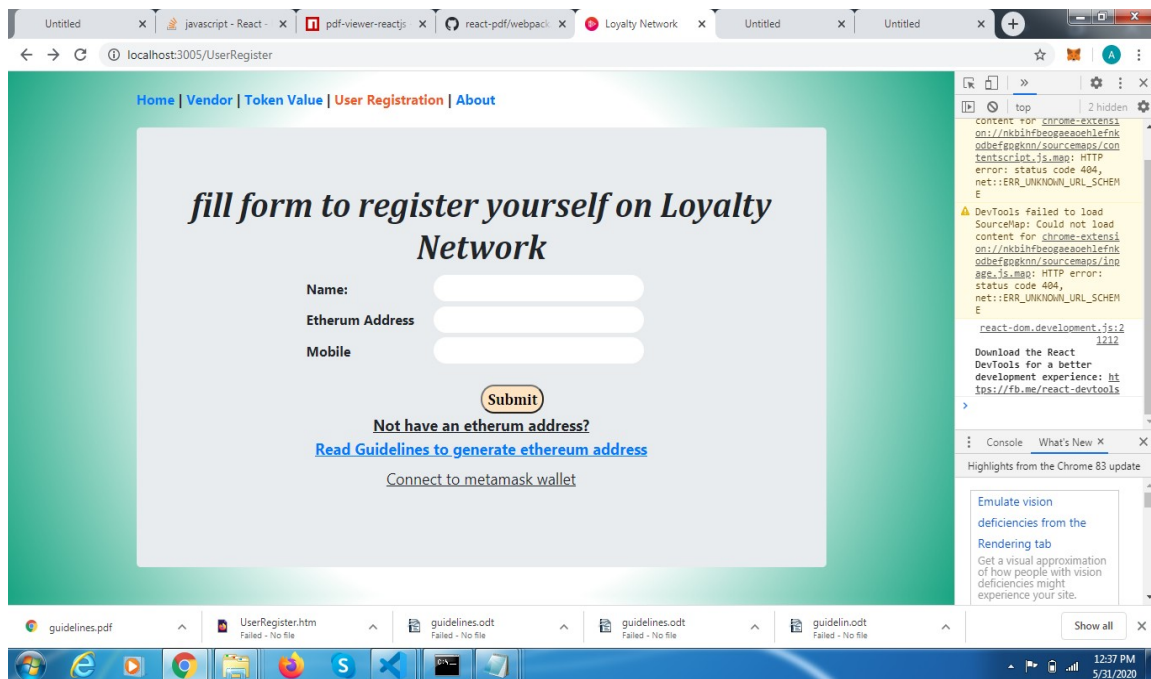 Untitled
javascript - React -
pdf-viewer-reactjs
react-pdf/webpack
Loyalty Network
Untitled
Untitled
localhost:3005/UserRegister
A
Home | Vendor | Token Value | User Registration | About
fill form to register yourself on Loyalty
Network
Name:
Etherum Address
Mobile
Submit
Not have an etherum address?
Read Guidelines to generate ethereum address
Connect to metamask wallet
top
2 hidden
content for chrome-extensi
on://nkbihfbeogaeaoehlefnk
odbefgpgknn/sourcemaps/con
tentscript.js.map: HTTP
error: status code 404,
net::ERR_UNKNOWN_URL_SCHEM
E
DevTools failed to load
SourceMap: Could not load
content for chrome-extensi
on://nkbihfbeogaeaoehlefnk
odbefgpgknn/sourcemaps/inp
age.js.map: HTTP error:
status code 404,
net::ERR_UNKNOWN_URL_SCHEM
E
react-dom.development.js:2
1212
Download the React
DevTools for a better
development experience: ht
tps://fb.me/react-devtools
Console What's New
Highlights from the Chrome 83 update
Emulate vision
deficiencies from the
Rendering tab
Get a visual approximation
of how people with vision
deficiencies might
experience your site.
guidelines.pdf
UserRegister.htm
Failed - No file
guidelines.odt
Failed - No file
guidelines.odt
Failed - No file
guidelin.odt
Failed - No file
Show all
12:37 PM
5/31/2020